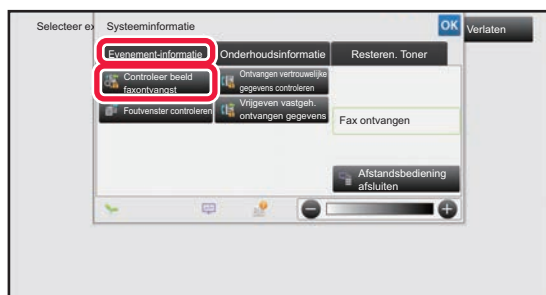 Selecteer ex
Systeeminformatie
OK
Verlaten
Evenement-informatie
Onderhoudsinformatie
Resteren. Toner
Controleer beeld
faxontvangst
Ontvangen vertrouwelijke
gegevens controleren
Foutvenster controleren
Vrijgeven vastgeh.
ontvangen gegevens
Fax ontvangen
Afstandsbediening
afsluiten